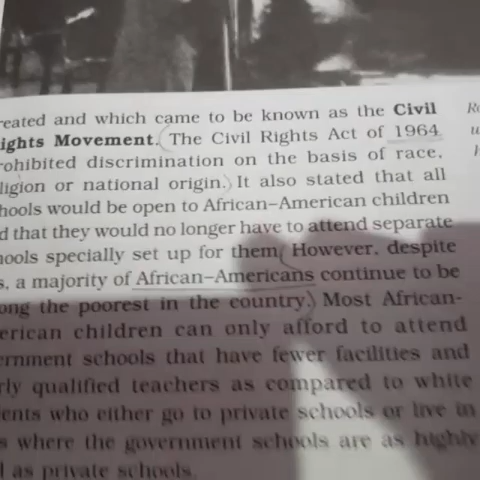 reated and which came to be known as the Civil
ights Movement. The Civil Rights Act of 1964
rohibited discrimination on the basis of race,
ligion or national origin. It also stated that all
hools would be open to African–American children
d that they would no longer have to attend separate
hools specially set up for them. However, despite
s, a majority of African–Americans continue to be
ong the poorest in the country. Most African-
erican children can only afford to attend
ernment schools that have fewer facilities and
rly qualified teachers as compared to white
ents who either go to private schools or live in
s where the government schools are as highly
l as private schools.